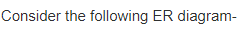 Consider the following ER diagram-